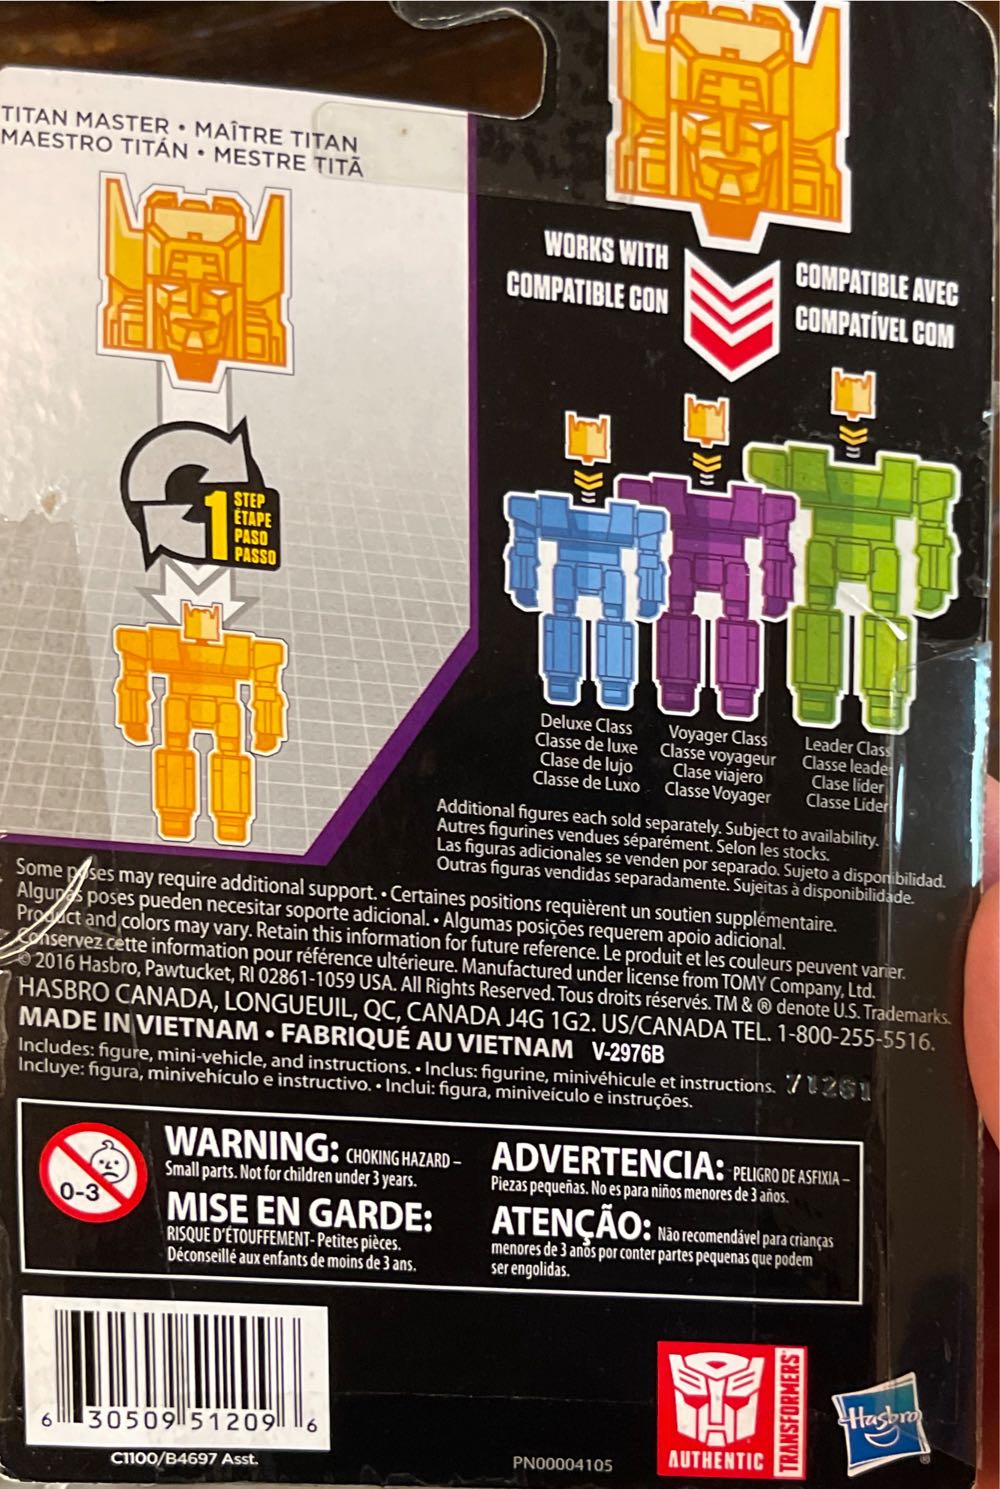 TITAN MASTER • MAÎTRE TITAN
MAESTRO TITÁN • MESTRE TITÃ
1 STEP
ÉTAPE
PASO
PASSO
WORKS WITH
COMPATIBLE CON
COMPATIBLE AVEC
COMPATÍVEL COM
Deluxe Class
Classe de luxe
Clase de lujo
Classe de Luxo
Voyager Class
Classe voyageur
Clase viajero
Classe Voyager
Leader Class
Classe leader
Clase líder
Classe Líder
Additional figures each sold separately. Subject to availability.
Autres figurines vendues séparément. Selon les stocks.
Las figuras adicionales se venden por separado. Sujeto a disponibilidad.
Outras figuras vendidas separadamente. Sujeitas à disponibilidade.
Some poses may require additional support. • Certaines positions requièrent un soutien supplémentaire.
Algunas poses pueden necesitar soporte adicional. • Algumas posições requerem apoio adicional.
Product and colors may vary. Retain this information for future reference. Le produit et les couleurs peuvent varier.
Conservez cette information pour référence ultérieure. Manufactured under license from TOMY Company, Ltd.
© 2016 Hasbro, Pawtucket, RI 02861-1059 USA. All Rights Reserved. Tous droits réservés. TM & ® denote U.S. Trademarks.
HASBRO CANADA, LONGUEUIL, QC, CANADA J4G 1G2. US/CANADA TEL. 1-800-255-5516.
MADE IN VIETNAM • FABRIQUÉ AU VIETNAM V-2976B
Includes: figure, mini-vehicle, and instructions. • Inclus: figurine, minivéhicule et instructions. 71261
Incluye: figura, minivehículo e instructivo. • Inclui: figura, miniveículo e instruções.
0-3
WARNING: CHOKING HAZARD –
Small parts. Not for children under 3 years.
MISE EN GARDE:
RISQUE D'ÉTOUFFEMENT- Petites pièces.
Déconseillé aux enfants de moins de 3 ans.
ADVERTENCIA: PELIGRO DE ASFIXIA –
Piezas pequeñas. No es para niños menores de 3 años.
ATENÇÃO: Não recomendável para crianças
menores de 3 anos por conter partes pequenas que podem
ser engolidas.
6 30509 51209 6
C1100/B4697 Asst.
PN00004105
AUTHENTIC
TRANSFORMERS
Hasbro
®